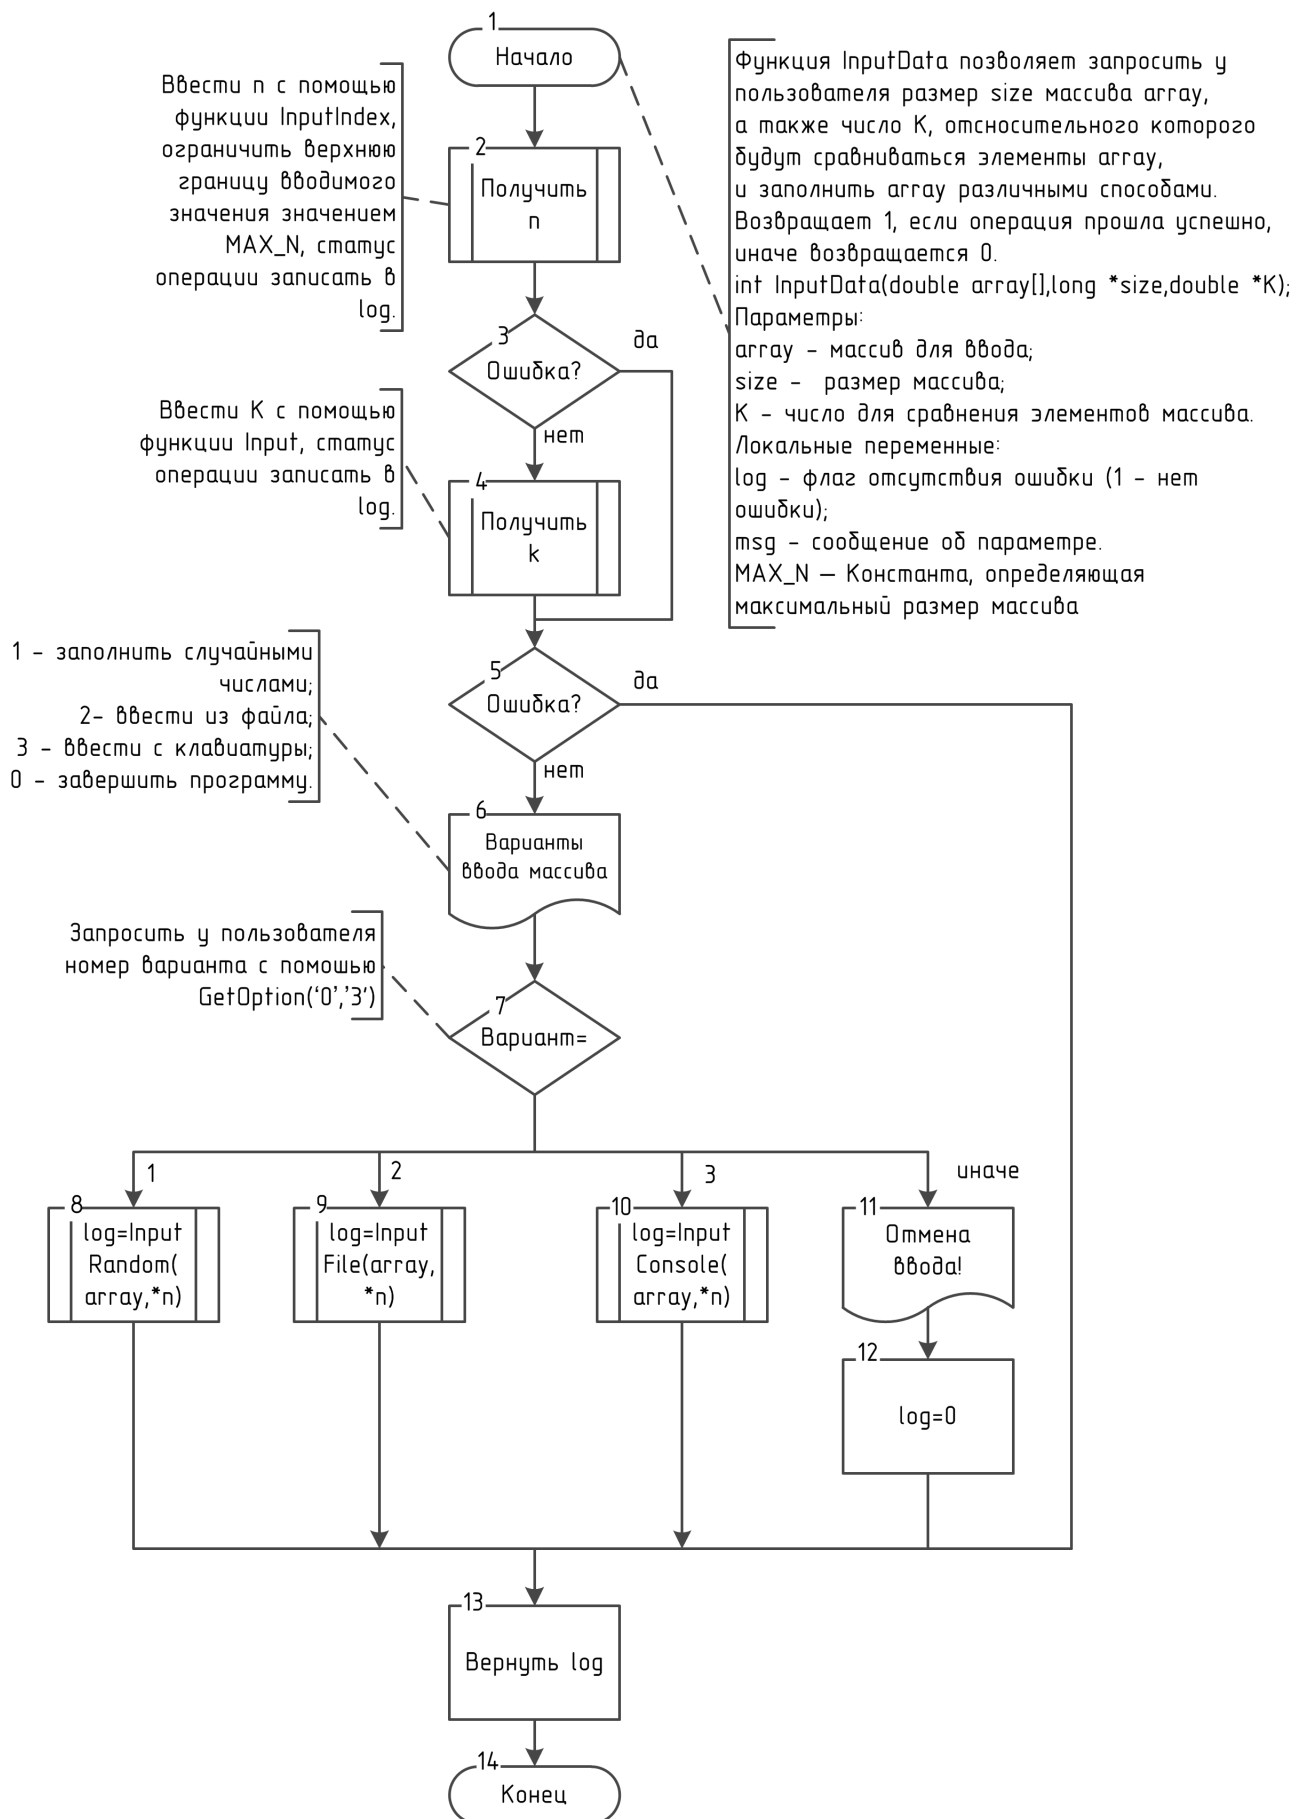 1
Начало
Функция InputData позволяет запросить у
пользователя размер size массива array,
а также число K, отсносительного которого
будут сравниваться элементы array,
и заполнить array различными способами.
Возвращает 1, если операция прошла успешно,
иначе возвращается 0.
int InputData(double array[],long *size,double *K);
Параметры:
array – массив для ввода;
size –  размер массива;
K – число для сравнения элементов массива.
Локальные переменные:
log – флаг отсутствия ошибки (1 – нет
ошибки);
msg – сообщение об параметре.
MAX_N — Константа, определяющая
максимальный размер массива
Ввести n с помощью
функции InputIndex,
ограничить верхнюю
границу вводимого
значения значением
MAX_N, статус
операции записать в
log.
2
Получить
n
3
Ошибка?
да
нет
Ввести K с помощью
функции Input, статус
операции записать в
log.
4
Получить
k
5
Ошибка?
да
нет
1 – заполнить случайными
числами;
2– ввести из файла;
3 – ввести с клавиатуры;
0 – завершить программу.
6
Варианты
ввода массива
Запросить у пользователя
номер варианта с помошью
GetOption(‘0’,’3’)
7
Вариант=
1
2
3
иначе
8
log=Input
Random(
array,*n)
9
log=Input
File(array,
*n)
10
log=Input
Console(
array,*n)
11
Отмена
ввода!
12
log=0
13
Вернуть log
14
Конец